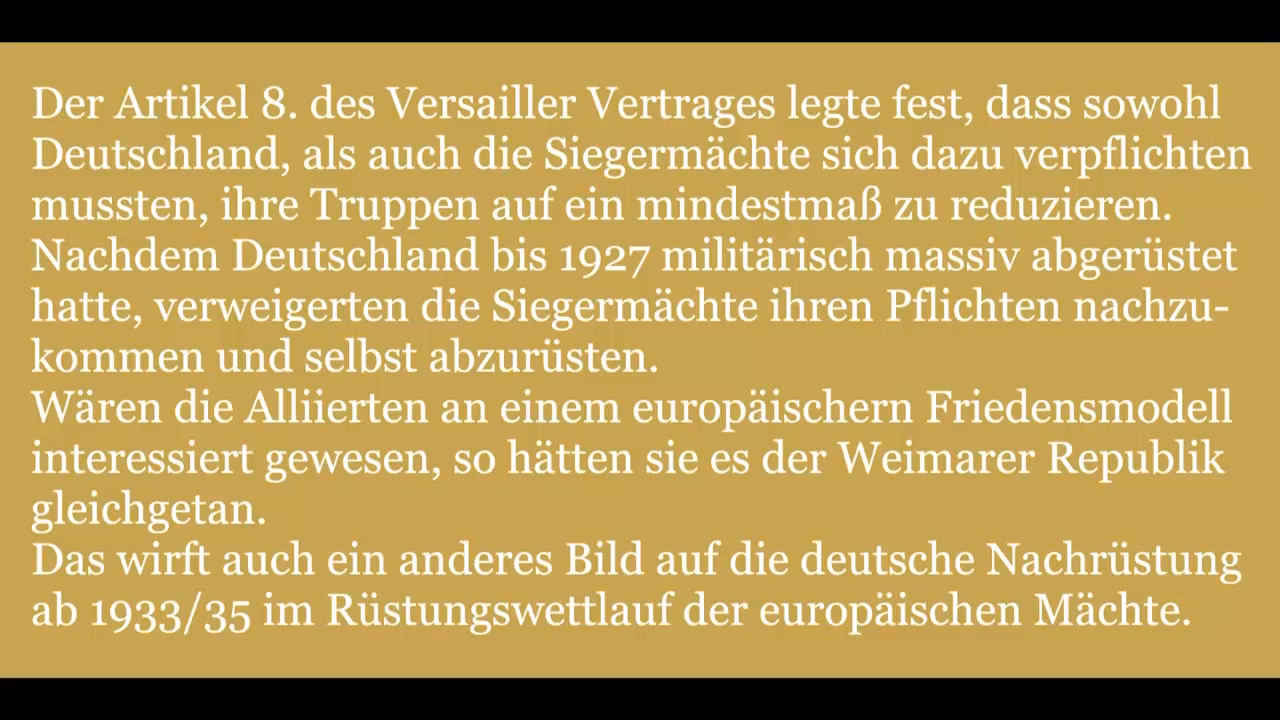 Der Artikel 8. des Versailler Vertrages legte fest, dass sowohl
Deutschland, als auch die Siegermächte sich dazu verpflichten
mussten, ihre Truppen auf ein mindestmaß zu reduzieren.
Nachdem Deutschland bis 1927 militärisch massiv abgerüstet
hatte, verweigerten die Siegermächte ihren Pflichten nachzu-
kommen und selbst abzurüsten.
Wären die Alliierten an einem europäischern Friedensmodell
interessiert gewesen, so hätten sie es der Weimarer Republik
gleichgetan.
Das wirft auch ein anderes Bild auf die deutsche Nachrüstung
ab 1933/35 im Rüstungswettlauf der europäischen Mächte.